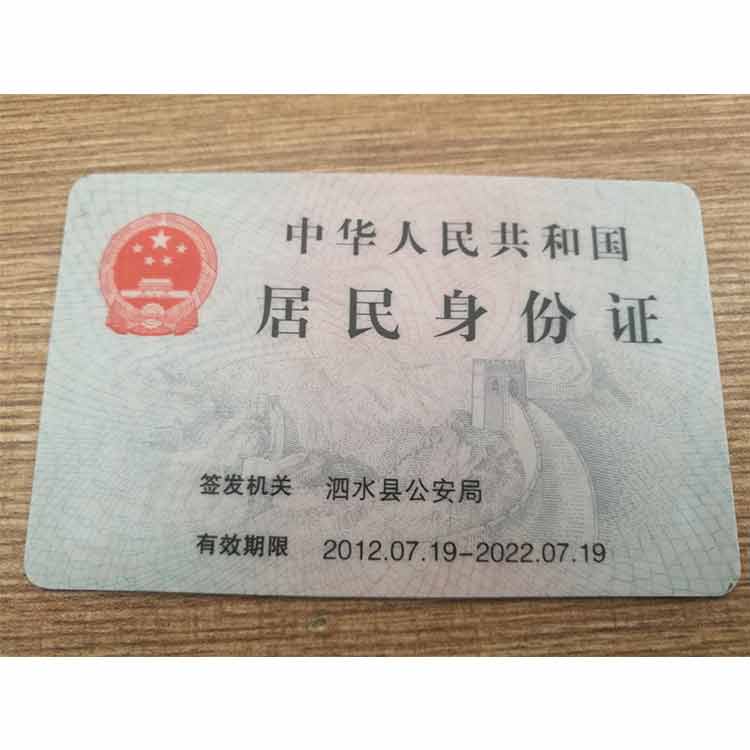 中华人民共和国
居民身份证
签发机关 泗水县公安局
有效期限 2012.07.19-2022.07.19